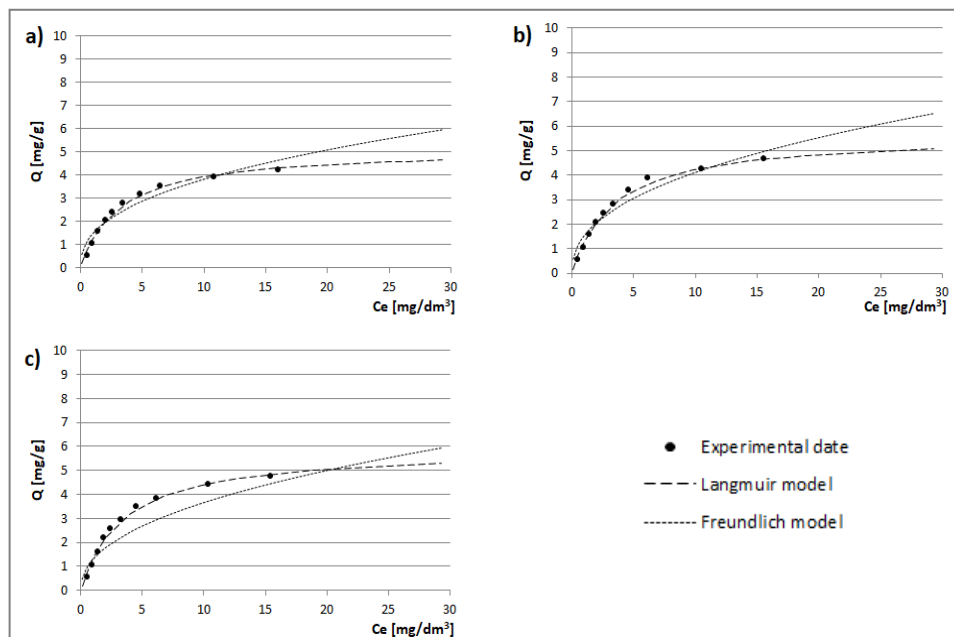 a)
10
9
8
7
6
5
4
3
2
1
0
Q [mg/g]
0 5 10 15 20 25 30
Ce [mg/dm³]
b)
10
9
8
7
6
5
4
3
2
1
0
Q [mg/g]
0 5 10 15 20 25 30
Ce [mg/dm³]
c)
10
9
8
7
6
5
4
3
2
1
0
Q [mg/g]
0 5 10 15 20 25 30
Ce [mg/dm³]
Experimental date
Langmuir model
Freundlich model